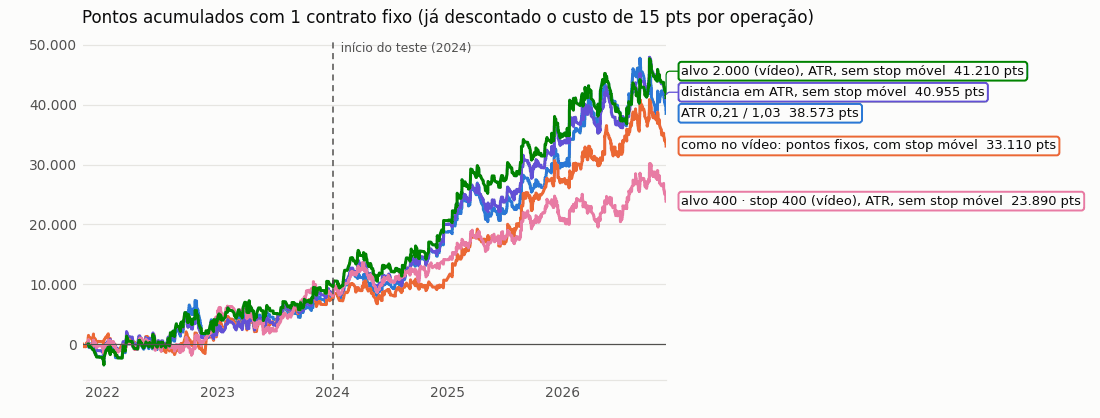 Pontos acumulados com 1 contrato fixo (já descontado o custo de 15 pts por operação)
50.000
40.000
30.000
20.000
10.000
0
início do teste (2024)
alvo 2.000 (vídeo), ATR, sem stop móvel 41.210 pts
distância em ATR, sem stop móvel 40.955 pts
ATR 0,21 / 1,03 38.573 pts
como no vídeo: pontos fixos, com stop móvel 33.110 pts
alvo 400 · stop 400 (vídeo), ATR, sem stop móvel 23.890 pts
2022
2023
2024
2025
2026